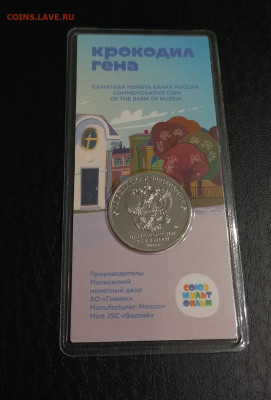 COINS.LAVE.RU
крокодил
гена
ПАМЯТНАЯ МОНЕТА БАНКА РОССИИ
COMMEMORATIVE COIN
OF THE BANK OF RUSSIA
Производитель:
Московский
монетный двор
АО «Гознак»
Manufacturer: Moscow
Mint JSC «Goznak»
СОЮЗ
МУЛЬТ
ФИЛЬМ